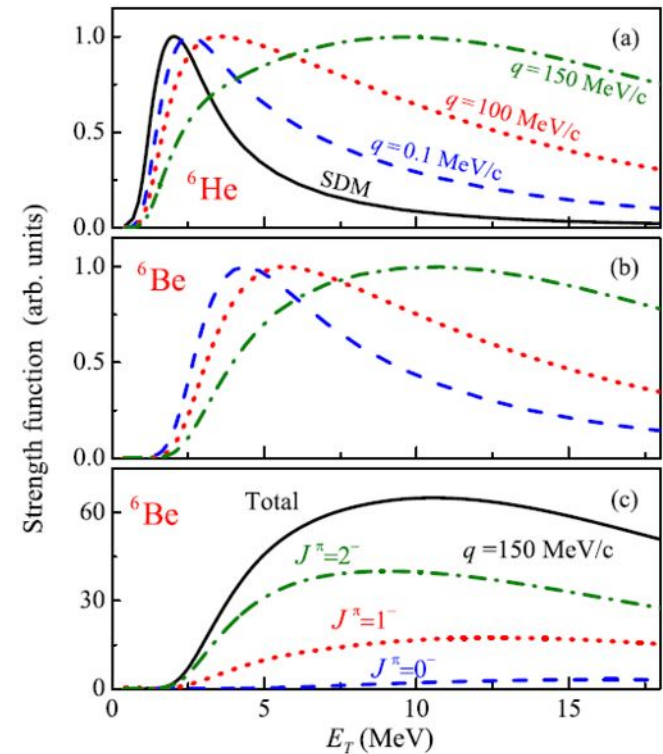 Strength function (arb. units)
1.0
0.5
0.0
(a)
q=150 MeV/c
q=100 MeV/c
q=0.1 MeV/c
SDM
⁶He
1.0
0.5
0.0
⁶Be
(b)
60
30
0
⁶Be
Total
(c)
q =150 MeV/c
Jπ=2⁻
Jπ=1⁻
Jπ=0⁻
0 5 10 15
E_T (MeV)